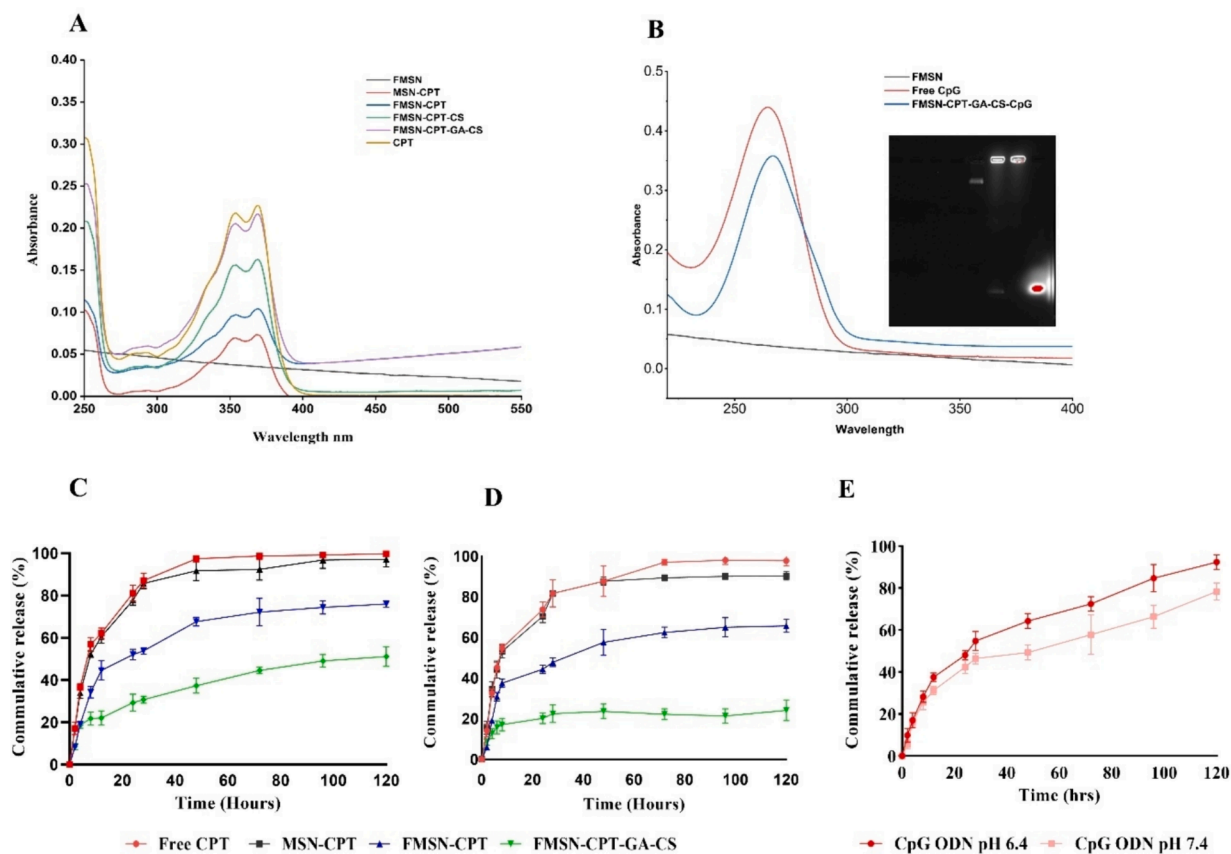 A
0.40
0.35
0.30
0.25
0.20
0.15
0.10
0.05
0.00
Absorbance
250
300
350
400
450
500
550
Wavelength nm
FMSN
MSN-CPT
FMSN-CPT
FMSN-CPT-CS
FMSN-CPT-GA-CS
CPT
B
0.5
0.4
0.3
0.2
0.1
0.0
Absorbance
250
300
350
400
Wavelength
FMSN
Free CpG
FMSN-CPT-GA-CS-CpG
C
100
80
60
40
20
0
Commulative release (%)
0
20
40
60
80
100
120
Time (Hours)
D
100
80
60
40
20
0
Commulative release (%)
0
20
40
60
80
100
120
Time (Hours)
E
100
80
60
40
20
0
Commulative release (%)
0
20
40
60
80
100
120
Time (hrs)
Free CPT
MSN-CPT
FMSN-CPT
FMSN-CPT-GA-CS
CpG ODN pH 6.4
CpG ODN pH 7.4